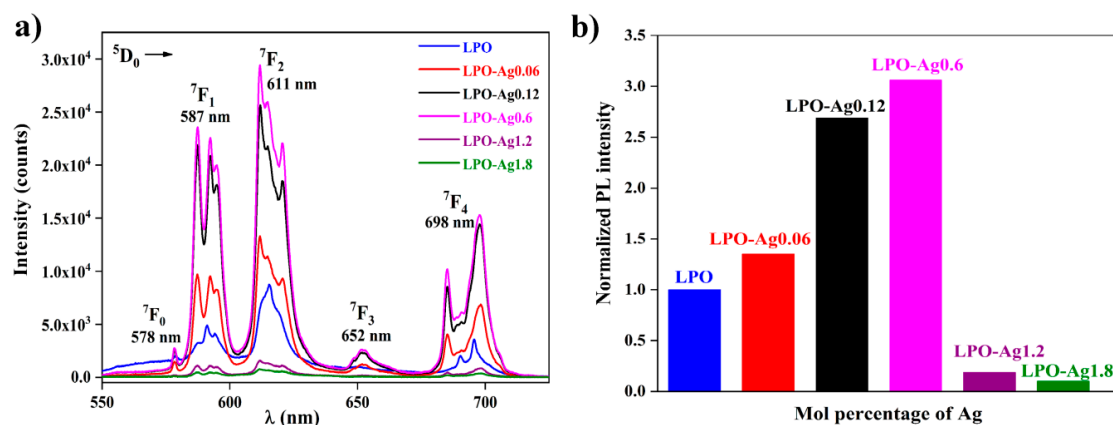 a)
Intensity (counts)
3.0x10⁴
2.5x10⁴
2.0x10⁴
1.5x10⁴
1.0x10⁴
5.0x10³
0.0
⁵D₀
⁷F₀
578 nm
⁷F₁
587 nm
⁷F₂
611 nm
⁷F₃
652 nm
⁷F₄
698 nm
LPO
LPO-Ag0.06
LPO-Ag0.12
LPO-Ag0.6
LPO-Ag1.2
LPO-Ag1.8
550 600 650 700
λ (nm)
b)
Normalized PL intensity
3.5
3.0
2.5
2.0
1.5
1.0
0.5
0.0
LPO
LPO-Ag0.06
LPO-Ag0.12
LPO-Ag0.6
LPO-Ag1.2
LPO-Ag1.8
Mol percentage of Ag